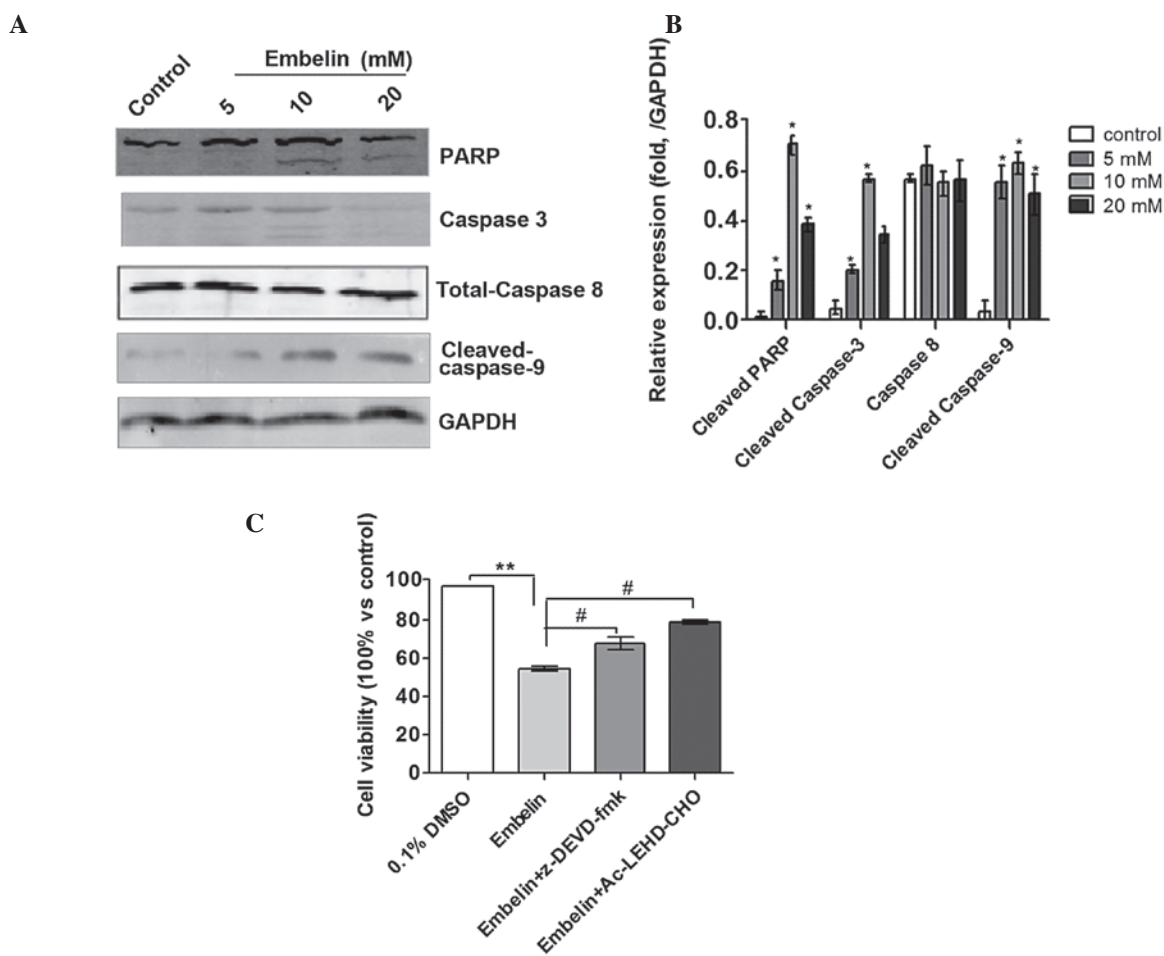 A
Embelin (mM)
Control
5
10
20
PARP
Caspase 3
Total-Caspase 8
Cleaved-
caspase-9
GAPDH
B
Relative expression (fold, /GAPDH)
0.8
0.6
0.4
0.2
0.0
* * * * * * * *
Cleaved PARP
Cleaved Caspase-3
Caspase 8
Cleaved Caspase-9
control
5 mM
10 mM
20 mM
C
Cell viability (100% vs control)
100
80
60
40
20
0
**
#
#
0.1% DMSO
Embelin
Embelin+z-DEVD-fmk
Embelin+Ac-LEHD-CHO